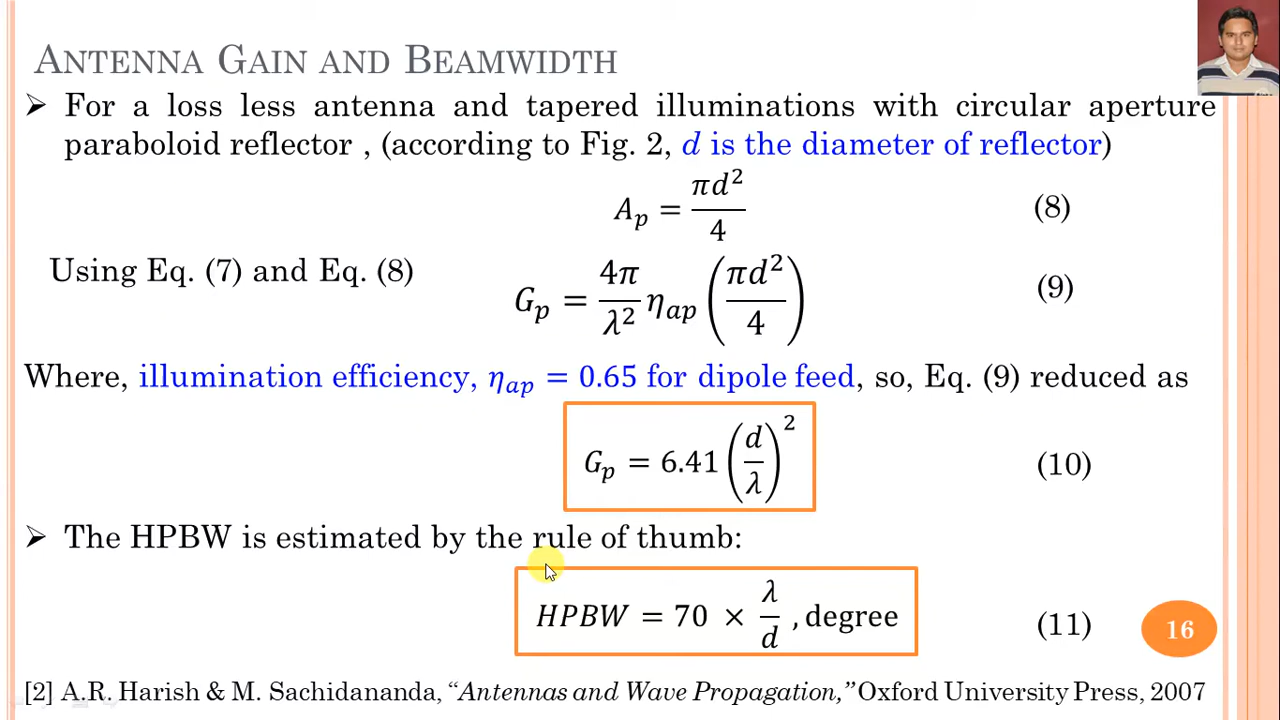 ANTENNA GAIN AND BEAMWIDTH
➢ For a loss less antenna and tapered illuminations with circular aperture
paraboloid reflector , (according to Fig. 2, d is the diameter of reflector)
A_p = πd²/4 (8)
Using Eq. (7) and Eq. (8)
G_p = 4π/λ² η_ap (πd²/4) (9)
Where, illumination efficiency, η_ap = 0.65 for dipole feed, so, Eq. (9) reduced as
G_p = 6.41 (d/λ)² (10)
➢ The HPBW is estimated by the rule of thumb:
HPBW = 70 × λ/d , degree (11)
16
[2] A.R. Harish & M. Sachidananda, “Antennas and Wave Propagation,” Oxford University Press, 2007